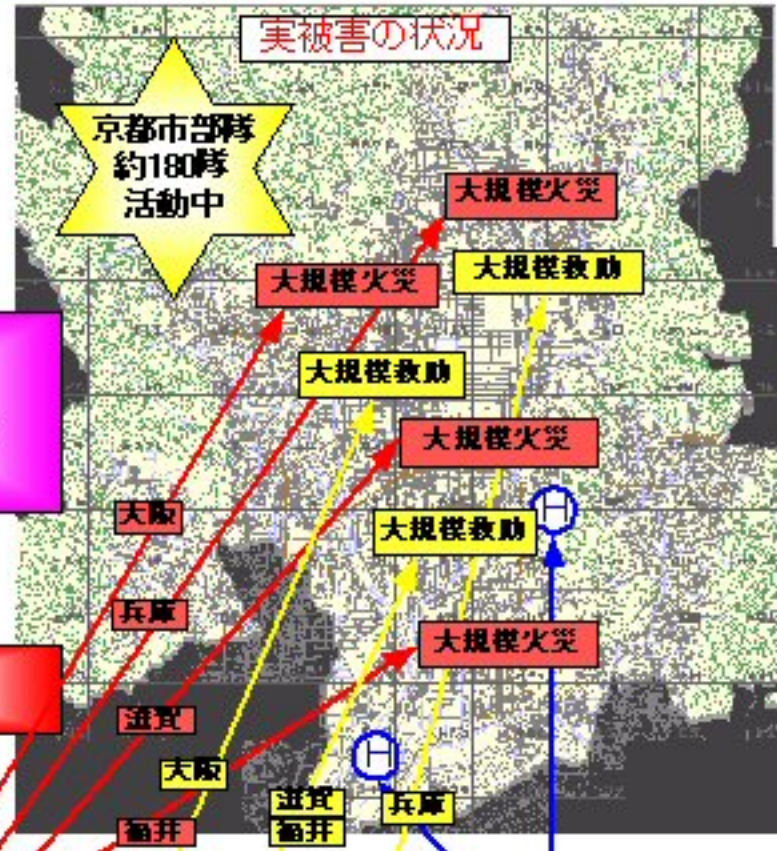 実被害の状況
京都市部隊
約180隊
活動中
大規模火災
大規模救助
大規模火災
大規模救助
大規模火災
H
大規模救助
大阪
兵庫
大規模火災
滋賀
H
大阪
滋賀
兵庫
福井
福井